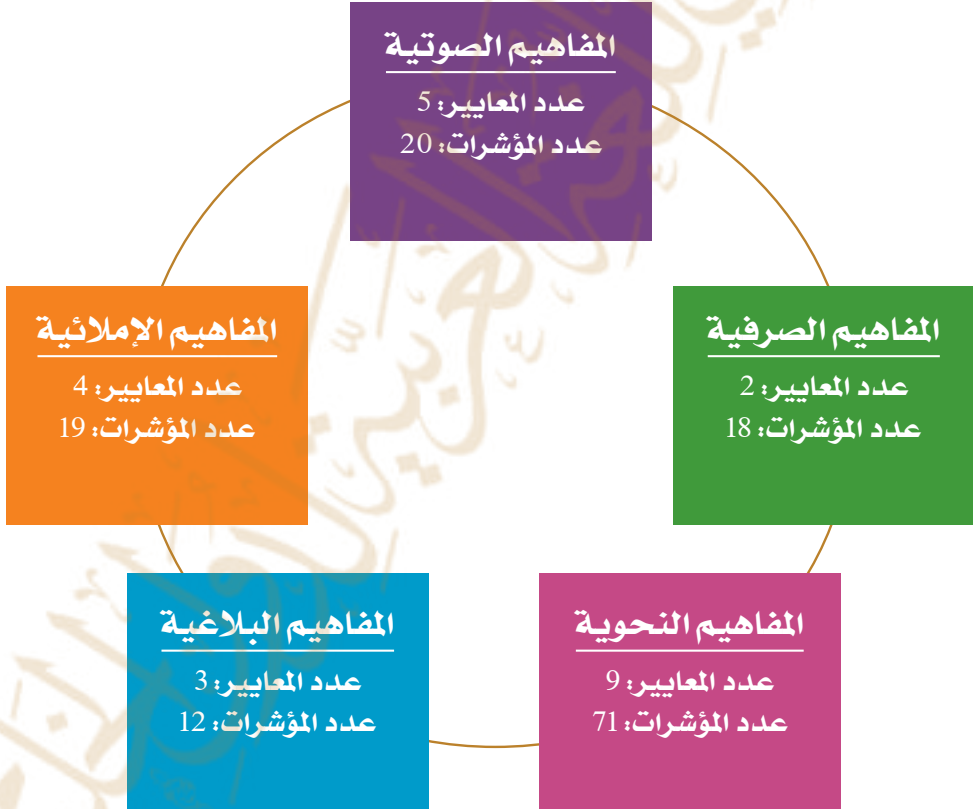 المفاهيم الصوتية
عدد المعايير: 5
عدد المؤشرات: 20
المفاهيم الصرفية
عدد المعايير: 2
عدد المؤشرات: 18
المفاهيم النحوية
عدد المعايير: 9
عدد المؤشرات: 71
المفاهيم البلاغية
عدد المعايير: 3
عدد المؤشرات: 12
المفاهيم الإملائية
عدد المعايير: 4
عدد المؤشرات: 19